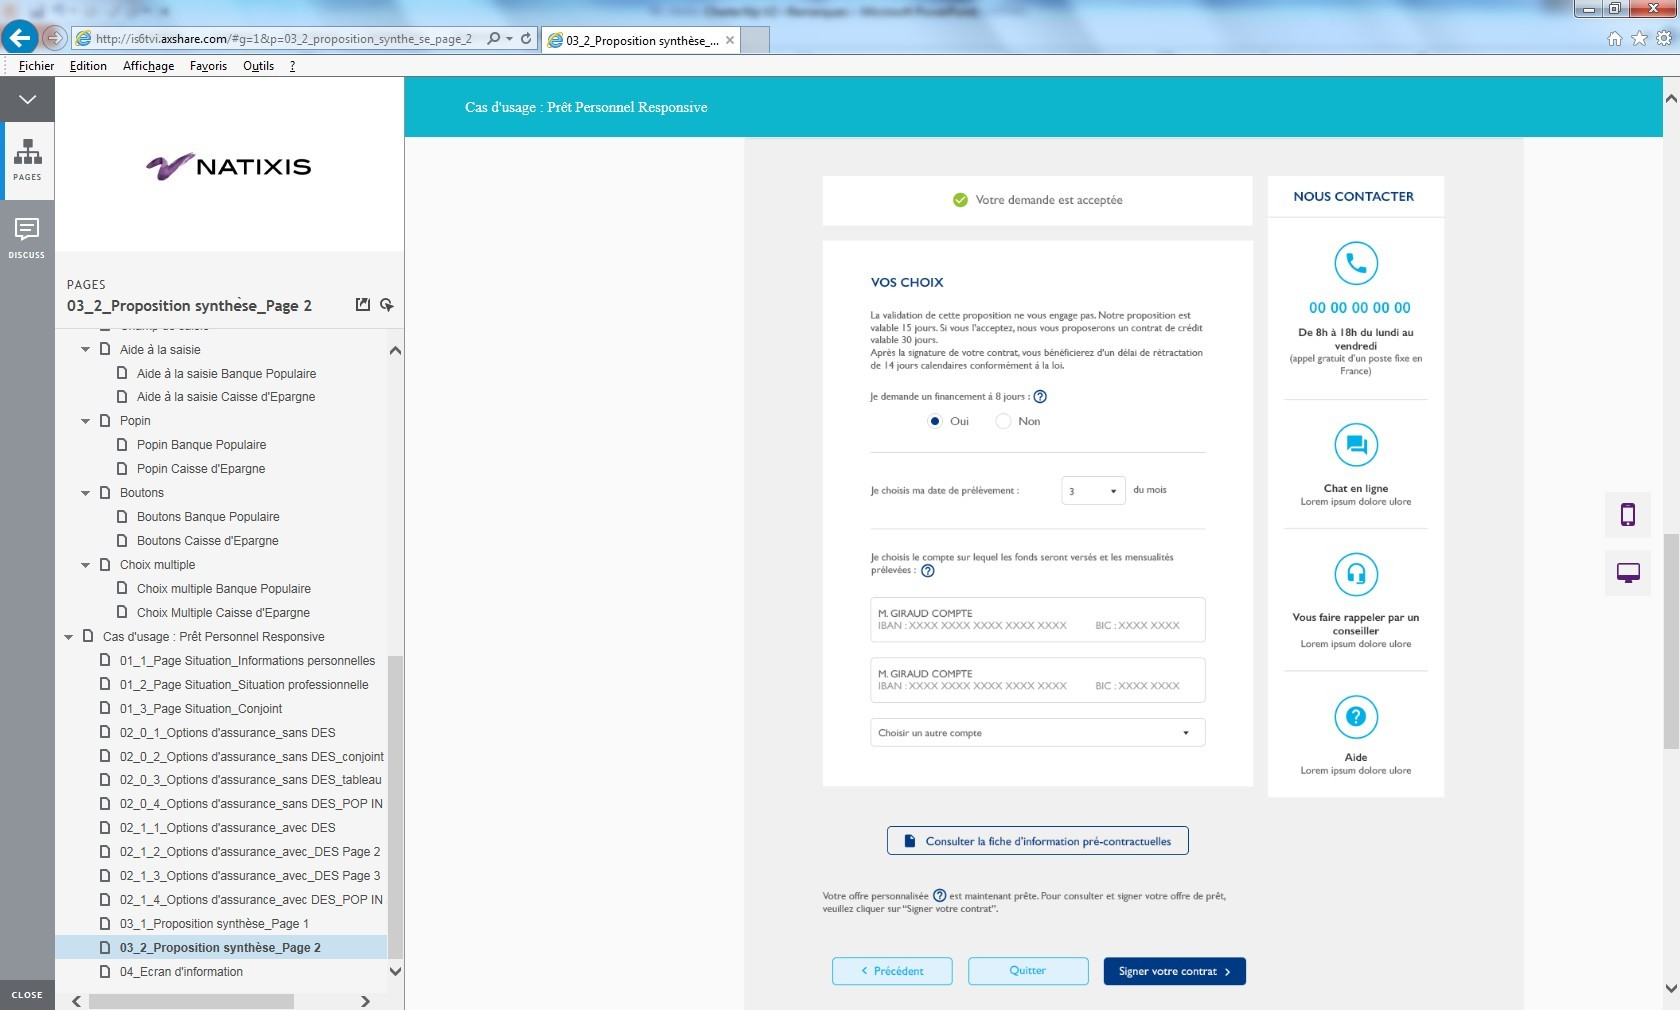 http://is6tvi.axshare.com/#g=1&p=03_2_proposition_synthe_se_page_2
03_2_Proposition synthèse_...
Fichier Edition Affichage Favoris Outils ?
PAGES
DISCUSS
CLOSE
NATIXIS
PAGES
03_2_Proposition synthèse_Page 2
Aide à la saisie
Aide à la saisie Banque Populaire
Aide à la saisie Caisse d'Epargne
Popin
Popin Banque Populaire
Popin Caisse d'Epargne
Boutons
Boutons Banque Populaire
Boutons Caisse d'Epargne
Choix multiple
Choix multiple Banque Populaire
Choix Multiple Caisse d'Epargne
Cas d'usage : Prêt Personnel Responsive
01_1_Page Situation_Informations personnelles
01_2_Page Situation_Situation professionnelle
01_3_Page Situation_Conjoint
02_0_1_Options d'assurance_sans DES
02_0_2_Options d'assurance_sans DES_conjoint
02_0_3_Options d'assurance_sans DES_tableau
02_0_4_Options d'assurance_sans DES_POP IN
02_1_1_Options d'assurance_avec DES
02_1_2_Options d'assurance_avec_DES Page 2
02_1_3_Options d'assurance_avec_DES Page 3
02_1_4_Options d'assurance_avec DES_POP IN
03_1_Proposition synthèse_Page 1
03_2_Proposition synthèse_Page 2
04_Ecran d'information
Cas d'usage : Prêt Personnel Responsive
Votre demande est acceptée
VOS CHOIX
La validation de cette proposition ne vous engage pas. Notre proposition est
valable 15 jours. Si vous l'acceptez, nous vous proposerons un contrat de crédit
valable 30 jours.
Après la signature de votre contrat, vous bénéficierez d'un délai de rétractation
de 14 jours calendaires conformément á la loi.
Je demande un financement á 8 jours : ?
Oui Non
Je choisis ma date de prélèvement : 3 du mois
Je choisis le compte sur lequel les fonds seront versés et les mensualités
prélevées : ?
M. GIRAUD COMPTE
IBAN : XXXX XXXX XXXX XXXX XXXX BIC : XXXX XXXX
M. GIRAUD COMPTE
IBAN : XXXX XXXX XXXX XXXX XXXX BIC : XXXX XXXX
Choisir un autre compte
Consulter la fiche d'information pré-contractuelles
Votre offre personnalisée ? est maintenant prête. Pour consulter et signer votre offre de prêt,
veuillez cliquer sur "Signer votre contrat".
< Précédent
Quitter
Signer votre contrat >
NOUS CONTACTER
00 00 00 00 00
De 8h à 18h du lundi au
vendredi
(appel gratuit d'un poste fixe en
France)
Chat en ligne
Lorem ipsum dolore ulore
Vous faire rappeler par un
conseiller
Lorem ipsum dolore ulore
?
Aide
Lorem ipsum dolore ulore